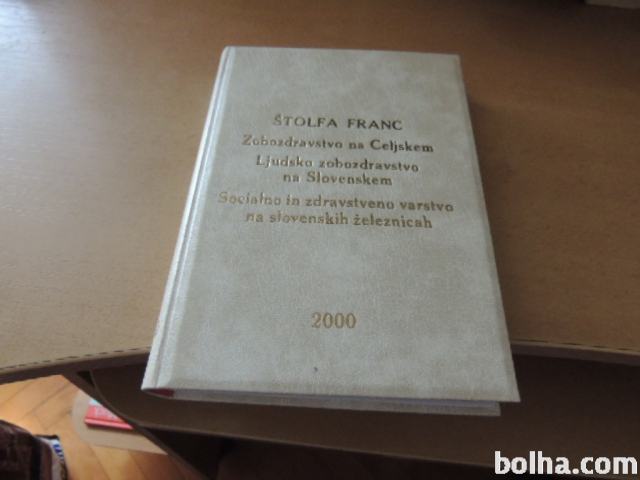 ŠTOLFA FRANC
Zobozdravstvo na Celjskem
Ljudsko zobozdravstvo
na Slovenskem
Socialno in zdravstveno varstvo
na slovenskih železnicah
2000
bolha.com